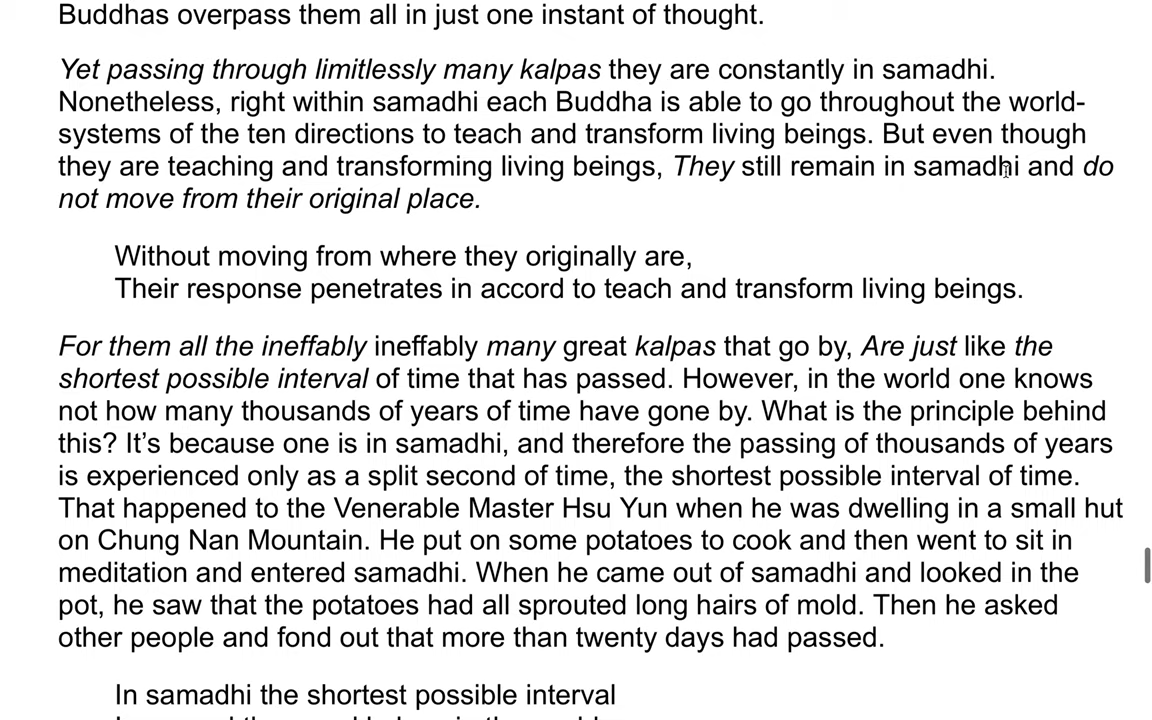 Buddhas overpass them all in just one instant of thought.
Yet passing through limitlessly many kalpas they are constantly in samadhi.
Nonetheless, right within samadhi each Buddha is able to go throughout the world-
systems of the ten directions to teach and transform living beings. But even though
they are teaching and transforming living beings, They still remain in samadhi and do
not move from their original place.
Without moving from where they originally are,
Their response penetrates in accord to teach and transform living beings.
For them all the ineffably ineffably many great kalpas that go by, Are just like the
shortest possible interval of time that has passed. However, in the world one knows
not how many thousands of years of time have gone by. What is the principle behind
this? It’s because one is in samadhi, and therefore the passing of thousands of years
is experienced only as a split second of time, the shortest possible interval of time.
That happened to the Venerable Master Hsu Yun when he was dwelling in a small hut
on Chung Nan Mountain. He put on some potatoes to cook and then went to sit in
meditation and entered samadhi. When he came out of samadhi and looked in the
pot, he saw that the potatoes had all sprouted long hairs of mold. Then he asked
other people and fond out that more than twenty days had passed.
In samadhi the shortest possible interval